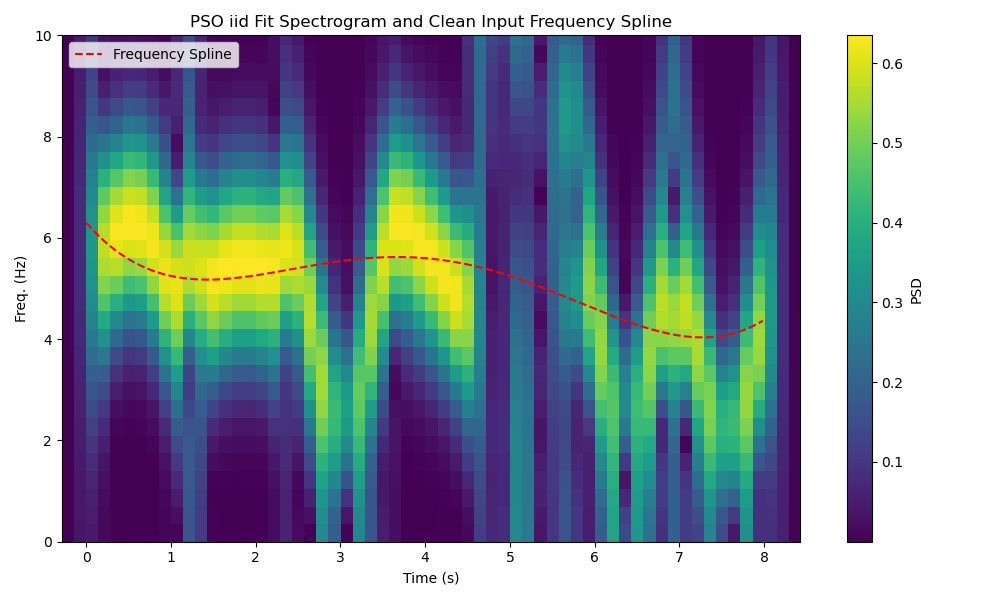 PSO iid Fit Spectrogram and Clean Input Frequency Spline
Frequency Spline
Freq. (Hz)
10
8
6
4
2
0
0 1 2 3 4 5 6 7 8
Time (s)
0.6
0.5
0.4
0.3
0.2
0.1
PSD